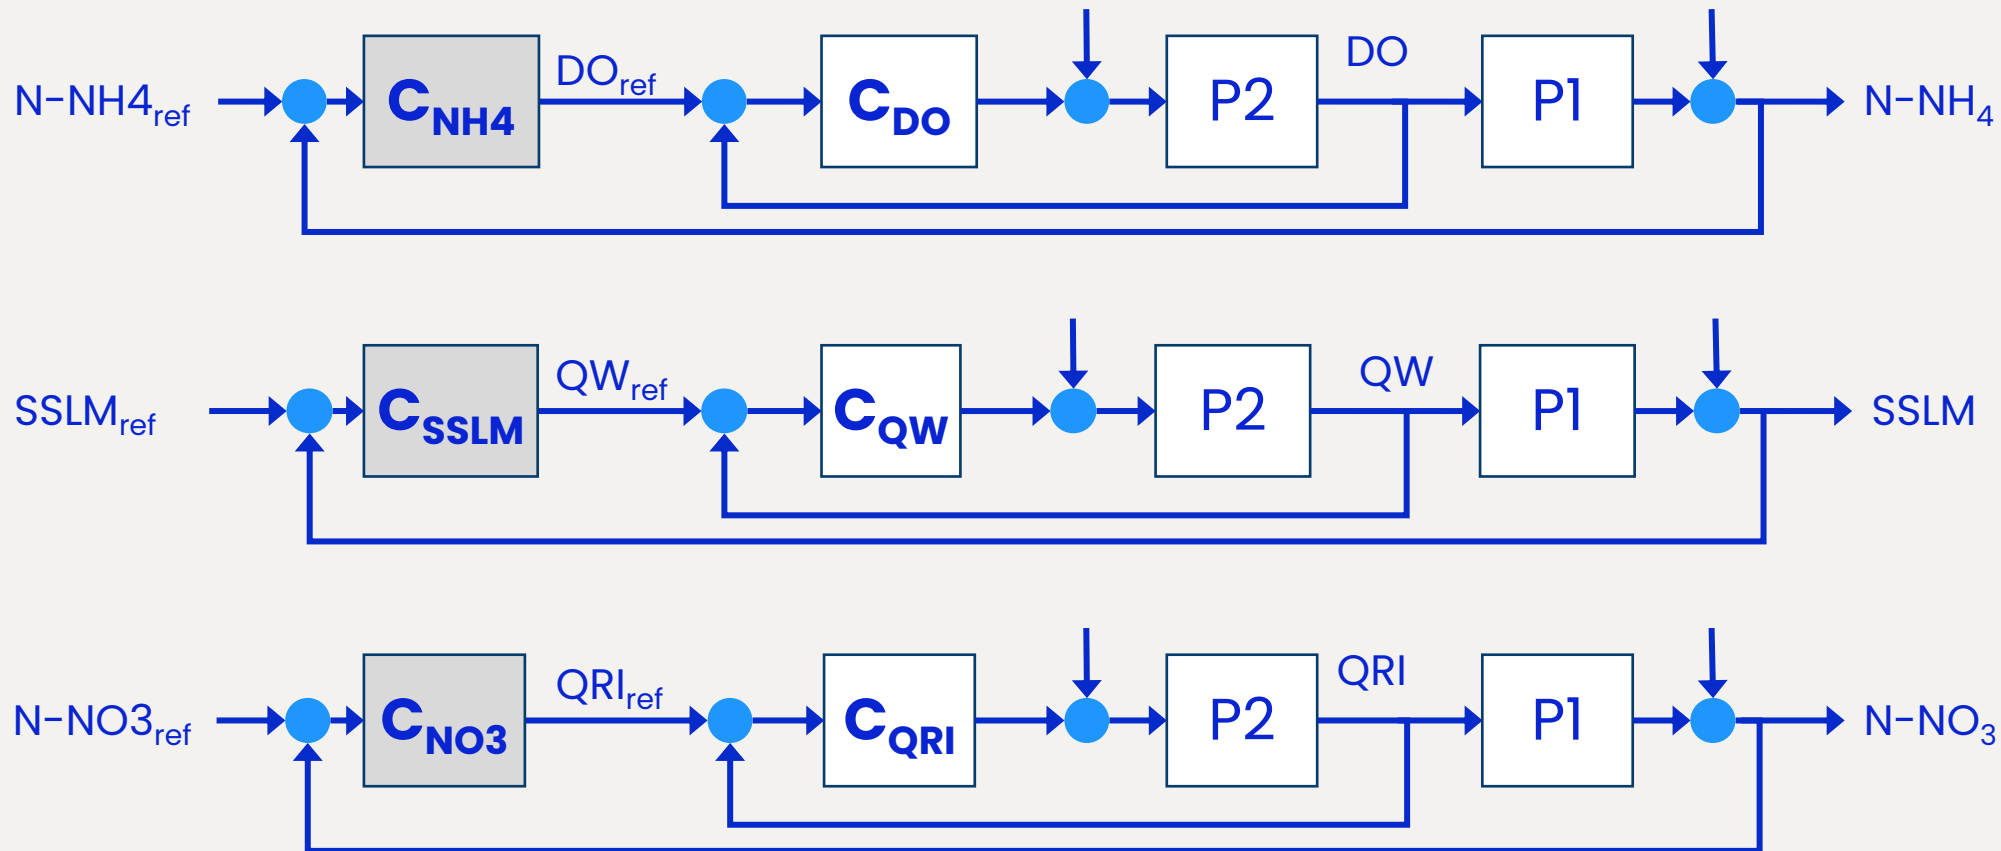 N-NH4ref CNH4 DOref CDO P2 DO P1 N-NH4
SSLMref CSSLM QWref CQW P2 QW P1 SSLM
N-NO3ref CNO3 QRIref CQRI P2 QRI P1 N-NO3